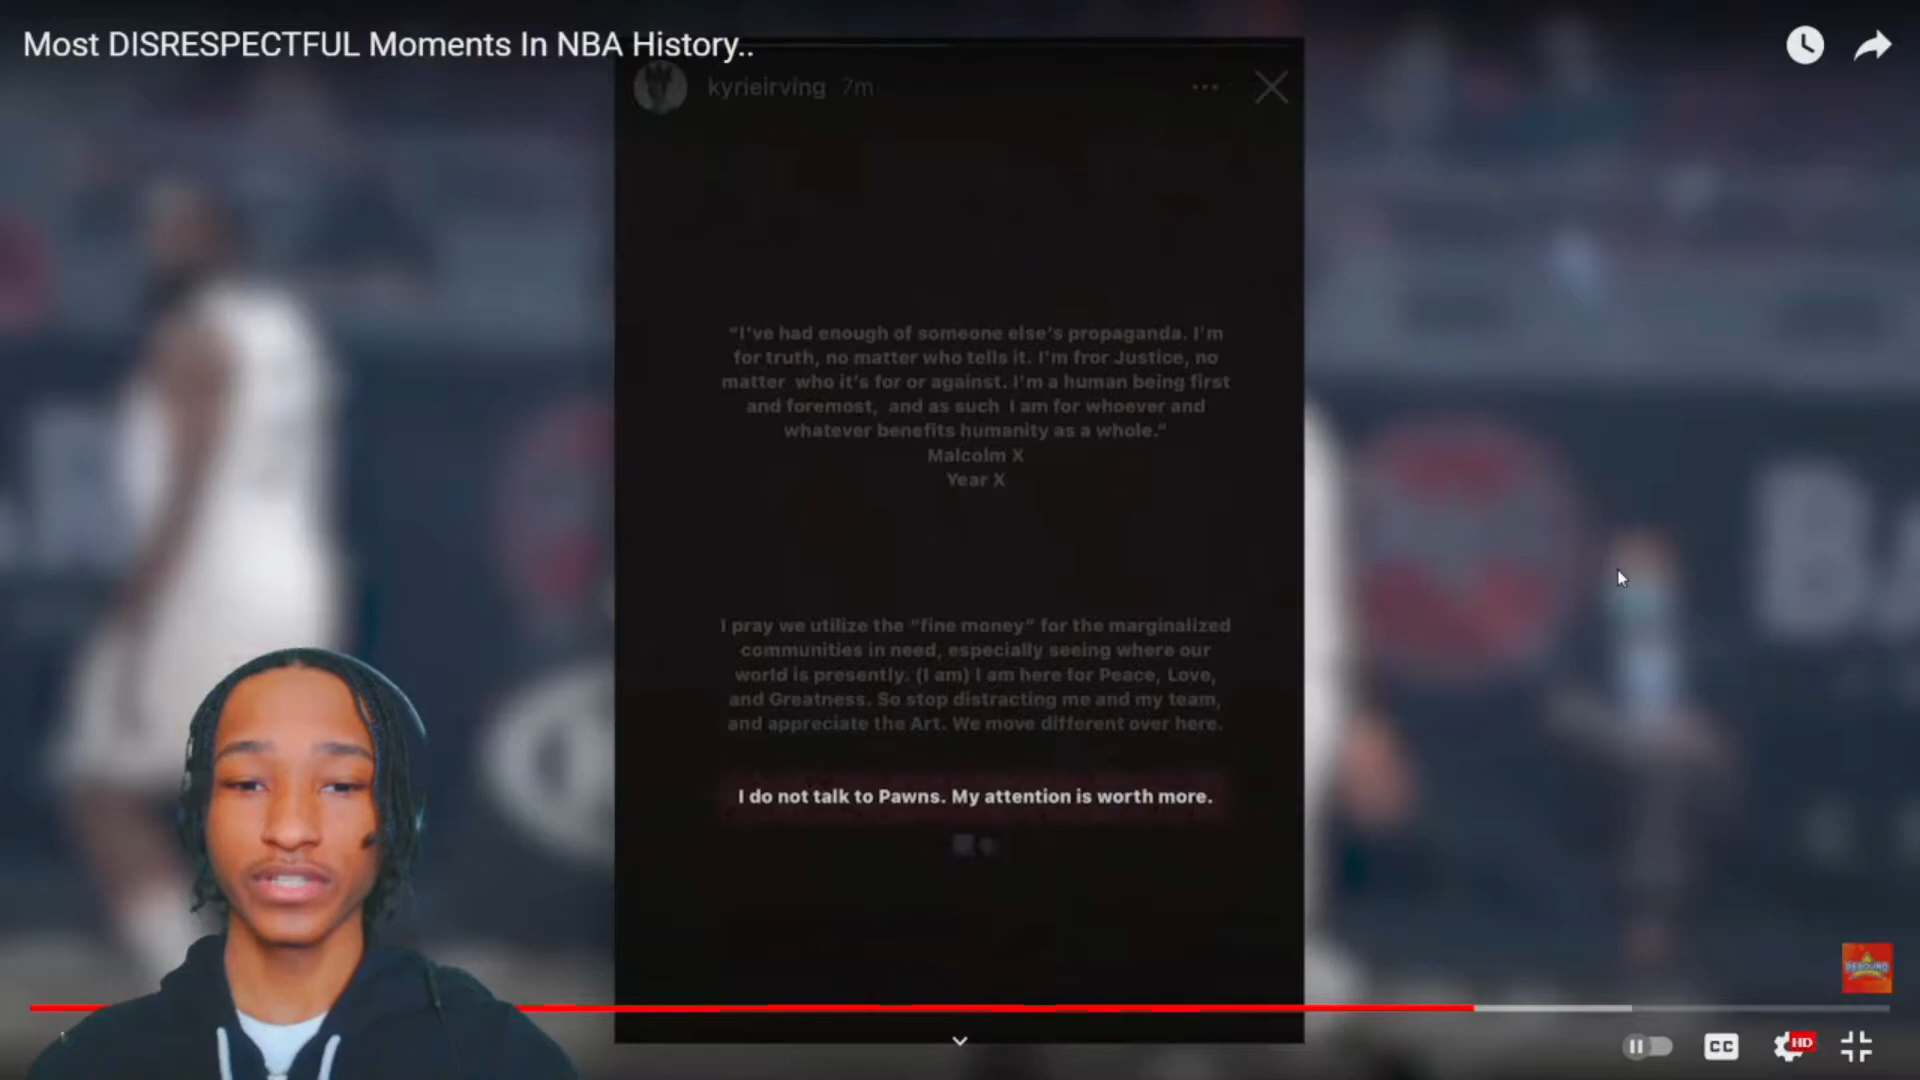 Most DISRESPECTFUL Moments In NBA History..
kyrieirving 7m
"I've had enough of someone else's propaganda. I'm
for truth, no matter who tells it. I'm fror Justice, no
matter who it's for or against. I'm a human being first
and foremost, and as such I am for whoever and
whatever benefits humanity as a whole."
Malcolm X
Year X
I pray we utilize the "fine money" for the marginalized
communities in need, especially seeing where our
world is presently. (I am) I am here for Peace, Love,
and Greatness. So stop distracting me and my team,
and appreciate the Art. We move different over here.
I do not talk to Pawns. My attention is worth more.
REBOUND
CC
HD